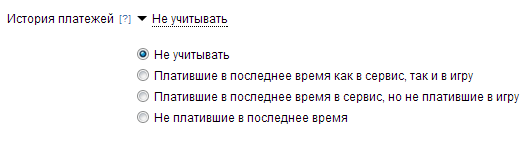 История платежей [?] Не учитывать
Не учитывать
Платившие в последнее время как в сервис, так и в игру
Платившие в последнее время в сервис, но не платившие в игру
Не платившие в последнее время